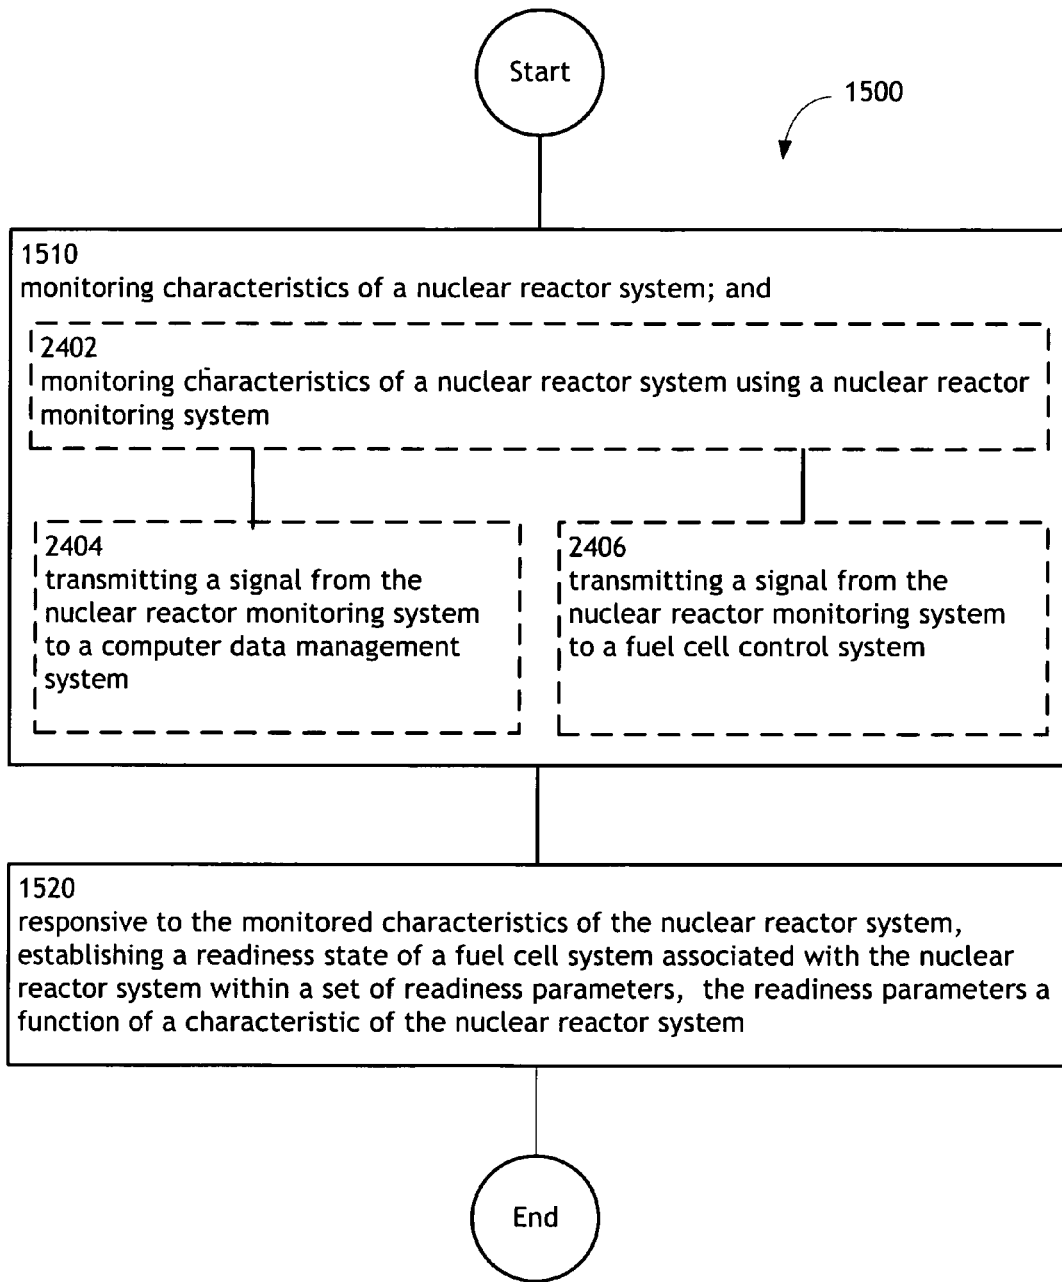 Start
1500
1510
monitoring characteristics of a nuclear reactor system; and
2402
monitoring characteristics of a nuclear reactor system using a nuclear reactor
monitoring system
2404
transmitting a signal from the
nuclear reactor monitoring system
to a computer data management
system
2406
transmitting a signal from the
nuclear reactor monitoring system
to a fuel cell control system
1520
responsive to the monitored characteristics of the nuclear reactor system,
establishing a readiness state of a fuel cell system associated with the nuclear
reactor system within a set of readiness parameters, the readiness parameters a
function of a characteristic of the nuclear reactor system
End